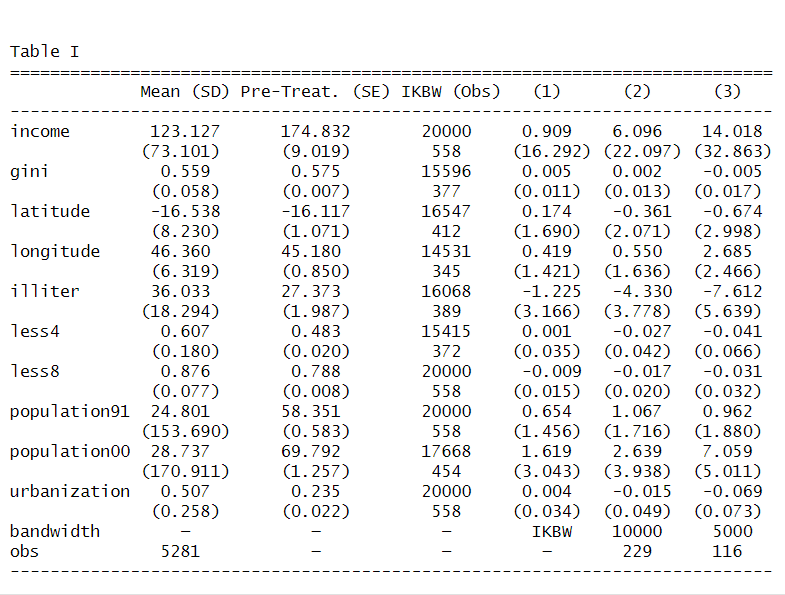 Table I
============================================================================
Mean (SD) Pre-Treat. (SE) IKBW (Obs) (1) (2) (3)
----------------------------------------------------------------------------
income 123.127 174.832 20000 0.909 6.096 14.018
(73.101) (9.019) 558 (16.292) (22.097) (32.863)
gini 0.559 0.575 15596 0.005 0.002 -0.005
(0.058) (0.007) 377 (0.011) (0.013) (0.017)
latitude -16.538 -16.117 16547 0.174 -0.361 -0.674
(8.230) (1.071) 412 (1.690) (2.071) (2.998)
longitude 46.360 45.180 14531 0.419 0.550 2.685
(6.319) (0.850) 345 (1.421) (1.636) (2.466)
illiter 36.033 27.373 16068 -1.225 -4.330 -7.612
(18.294) (1.987) 389 (3.166) (3.778) (5.639)
less4 0.607 0.483 15415 0.001 -0.027 -0.041
(0.180) (0.020) 372 (0.035) (0.042) (0.066)
less8 0.876 0.788 20000 -0.009 -0.017 -0.031
(0.077) (0.008) 558 (0.015) (0.020) (0.032)
population91 24.801 58.351 20000 0.654 1.067 0.962
(153.690) (0.583) 558 (1.456) (1.716) (1.880)
population00 28.737 69.792 17668 1.619 2.639 7.059
(170.911) (1.257) 454 (3.043) (3.938) (5.011)
urbanization 0.507 0.235 20000 0.004 -0.015 -0.069
(0.258) (0.022) 558 (0.034) (0.049) (0.073)
bandwidth – – – IKBW 10000 5000
obs 5281 – – – 229 116
----------------------------------------------------------------------------